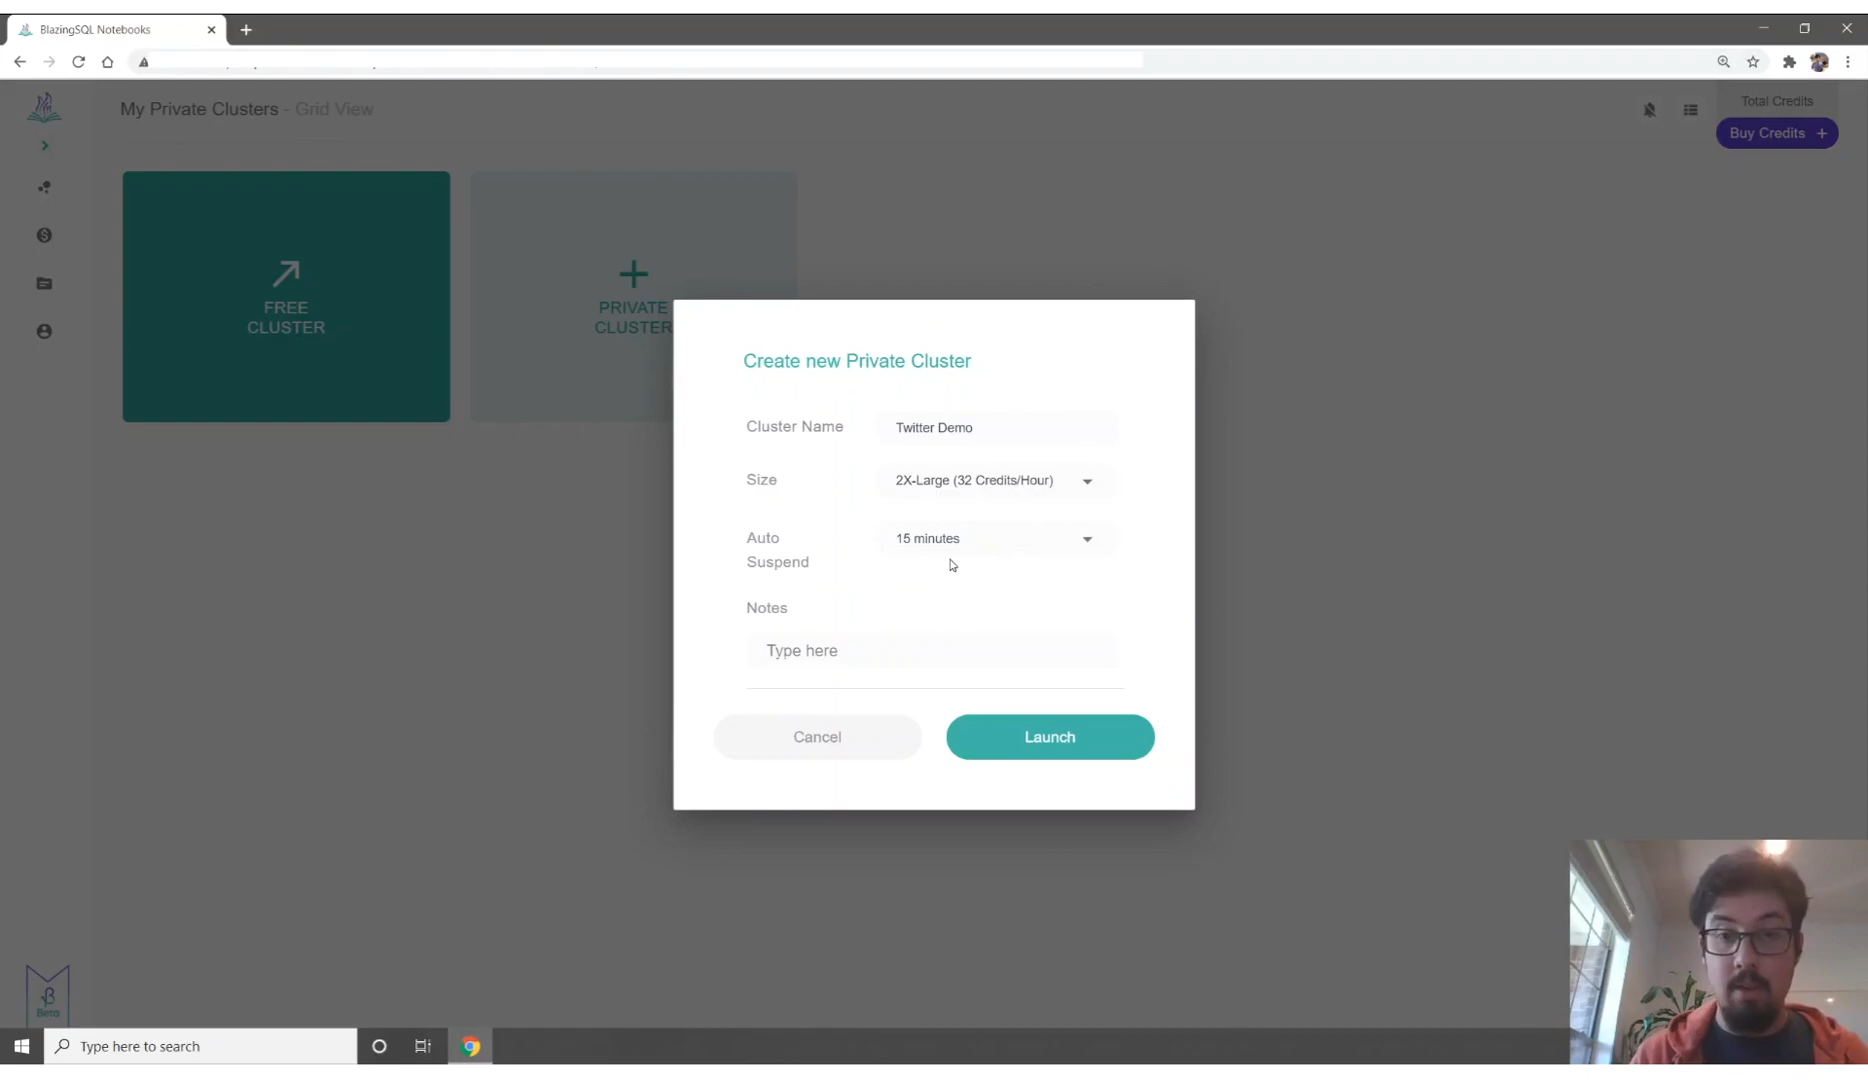 BlazingSQL Notebooks
My Private Clusters - Grid View
Total Credits
Buy Credits +
FREE
CLUSTER
PRIVATE
CLUSTER
Create new Private Cluster
Cluster Name
Twitter Demo
Size
2X-Large (32 Credits/Hour)
Auto
Suspend
15 minutes
Notes
Type here
Cancel
Launch
β
Beta
Type here to search